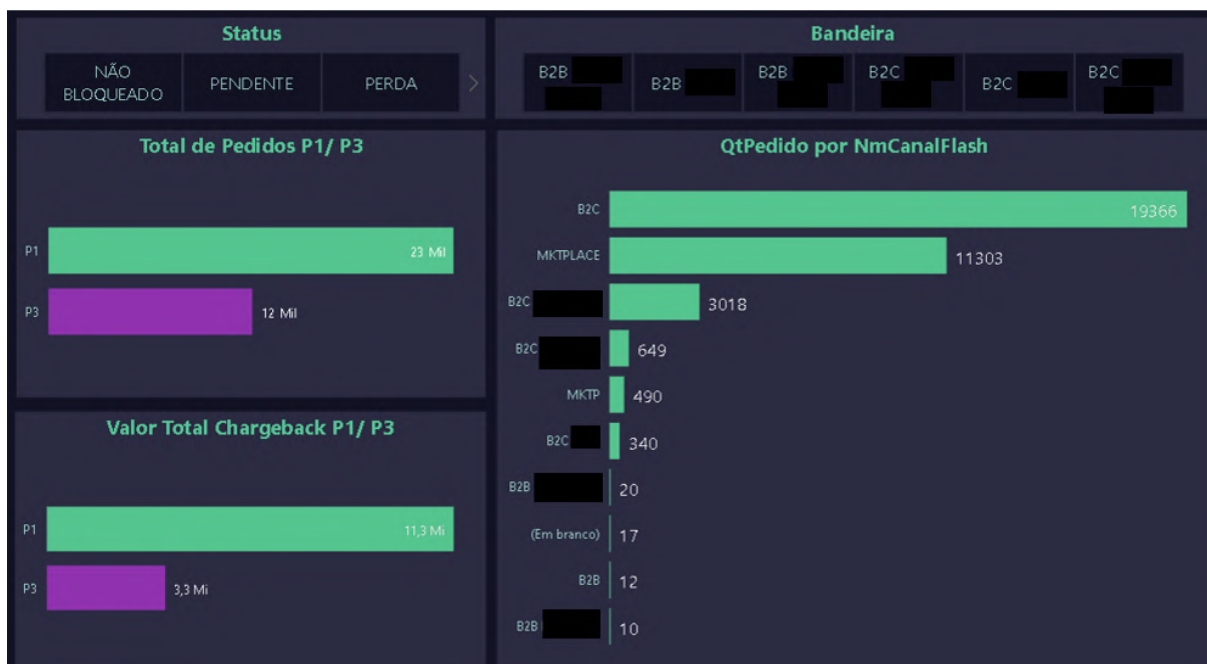 Status
NÃO
BLOQUEADO
PENDENTE
PERDA
Bandeira
B2B
B2B
B2B
B2C
B2C
B2C
Total de Pedidos P1/ P3
P1
23 Mil
P3
12 Mil
Valor Total Chargeback P1/ P3
P1
11,3 Mi
P3
3,3 Mi
QtPedido por NmCanalFlash
B2C
19366
MKTPLACE
11303
B2C
3018
B2C
649
MKTP
490
B2C
340
B2B
20
(Em branco)
17
B2B
12
B2B
10